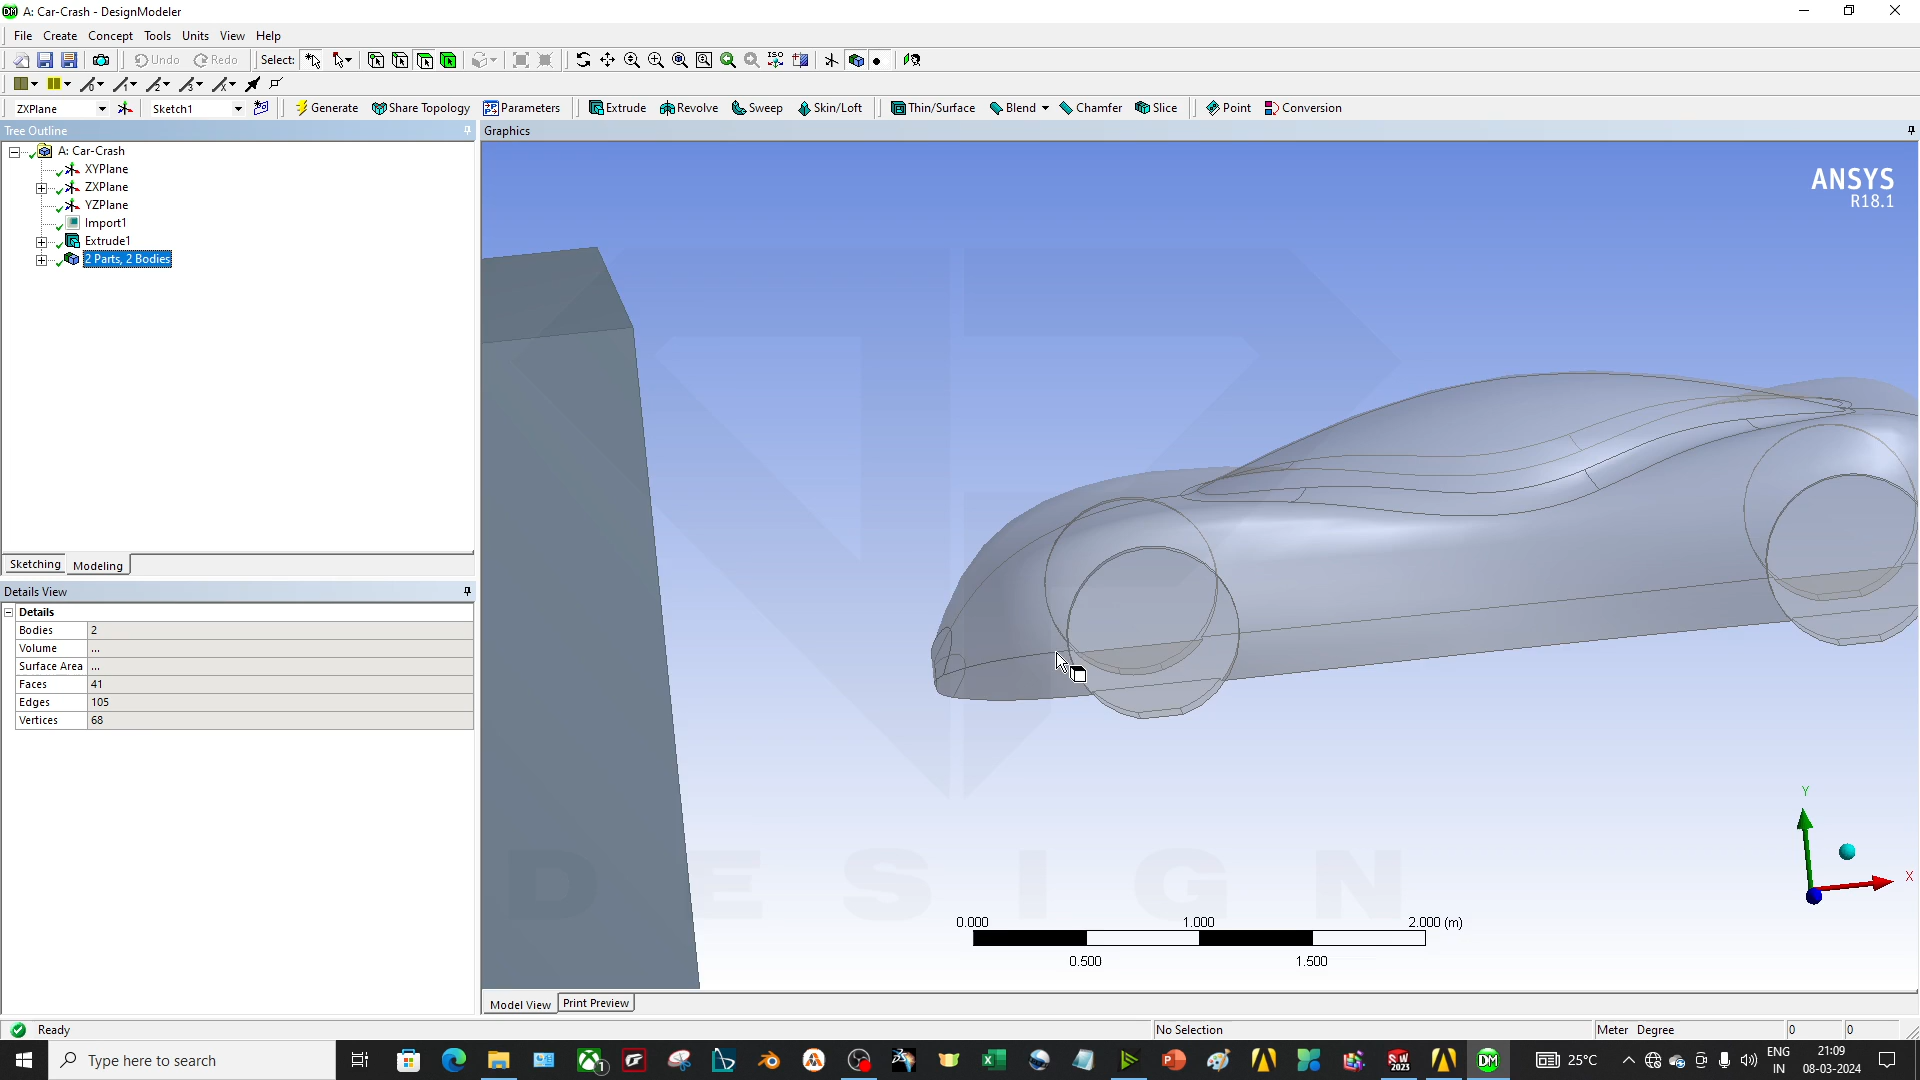 A: Car-Crash - DesignModeler
File Create Concept Tools Units View Help
Undo Redo Select: ISO
ZXPlane Sketch1 Generate Share Topology Parameters Extrude Revolve Sweep Skin/Loft Thin/Surface Blend Chamfer Slice Point Conversion
Tree Outline
Graphics
A: Car-Crash
XYPlane
ZXPlane
YZPlane
Import1
Extrude1
2 Parts, 2 Bodies
ANSYS
R18.1
Sketching Modeling
Details View
Details
Bodies 2
Volume ...
Surface Area ...
Faces 41
Edges 105
Vertices 68
DESIGN
Y
X
0.000 1.000 2.000 (m)
0.500 1.500
Model View Print Preview
Ready No Selection Meter Degree 0 0
Type here to search
25°C
ENG
IN
21:09
08-03-2024